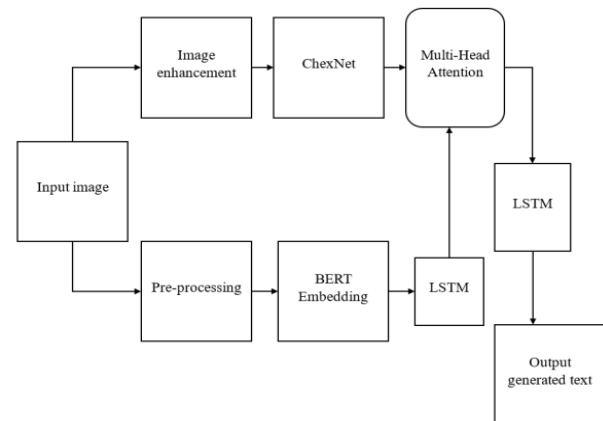 Image
enhancement
ChexNet
Multi-Head
Attention
Input image
LSTM
Pre-processing
BERT
Embedding
LSTM
Output
generated text